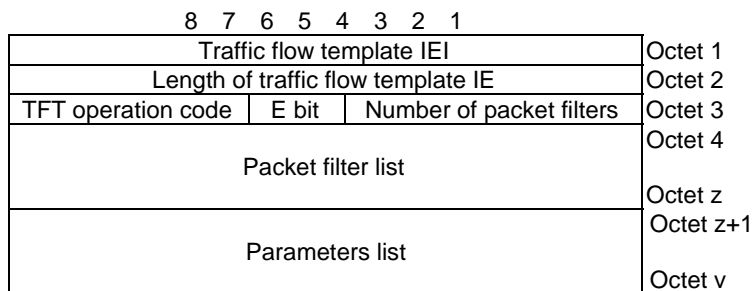 8 7 6 5 4 3 2 1
Traffic flow template IEI Octet 1
Length of traffic flow template IE Octet 2
TFT operation code E bit Number of packet filters Octet 3
Octet 4
Packet filter list
Octet z
Octet z+1
Parameters list
Octet v